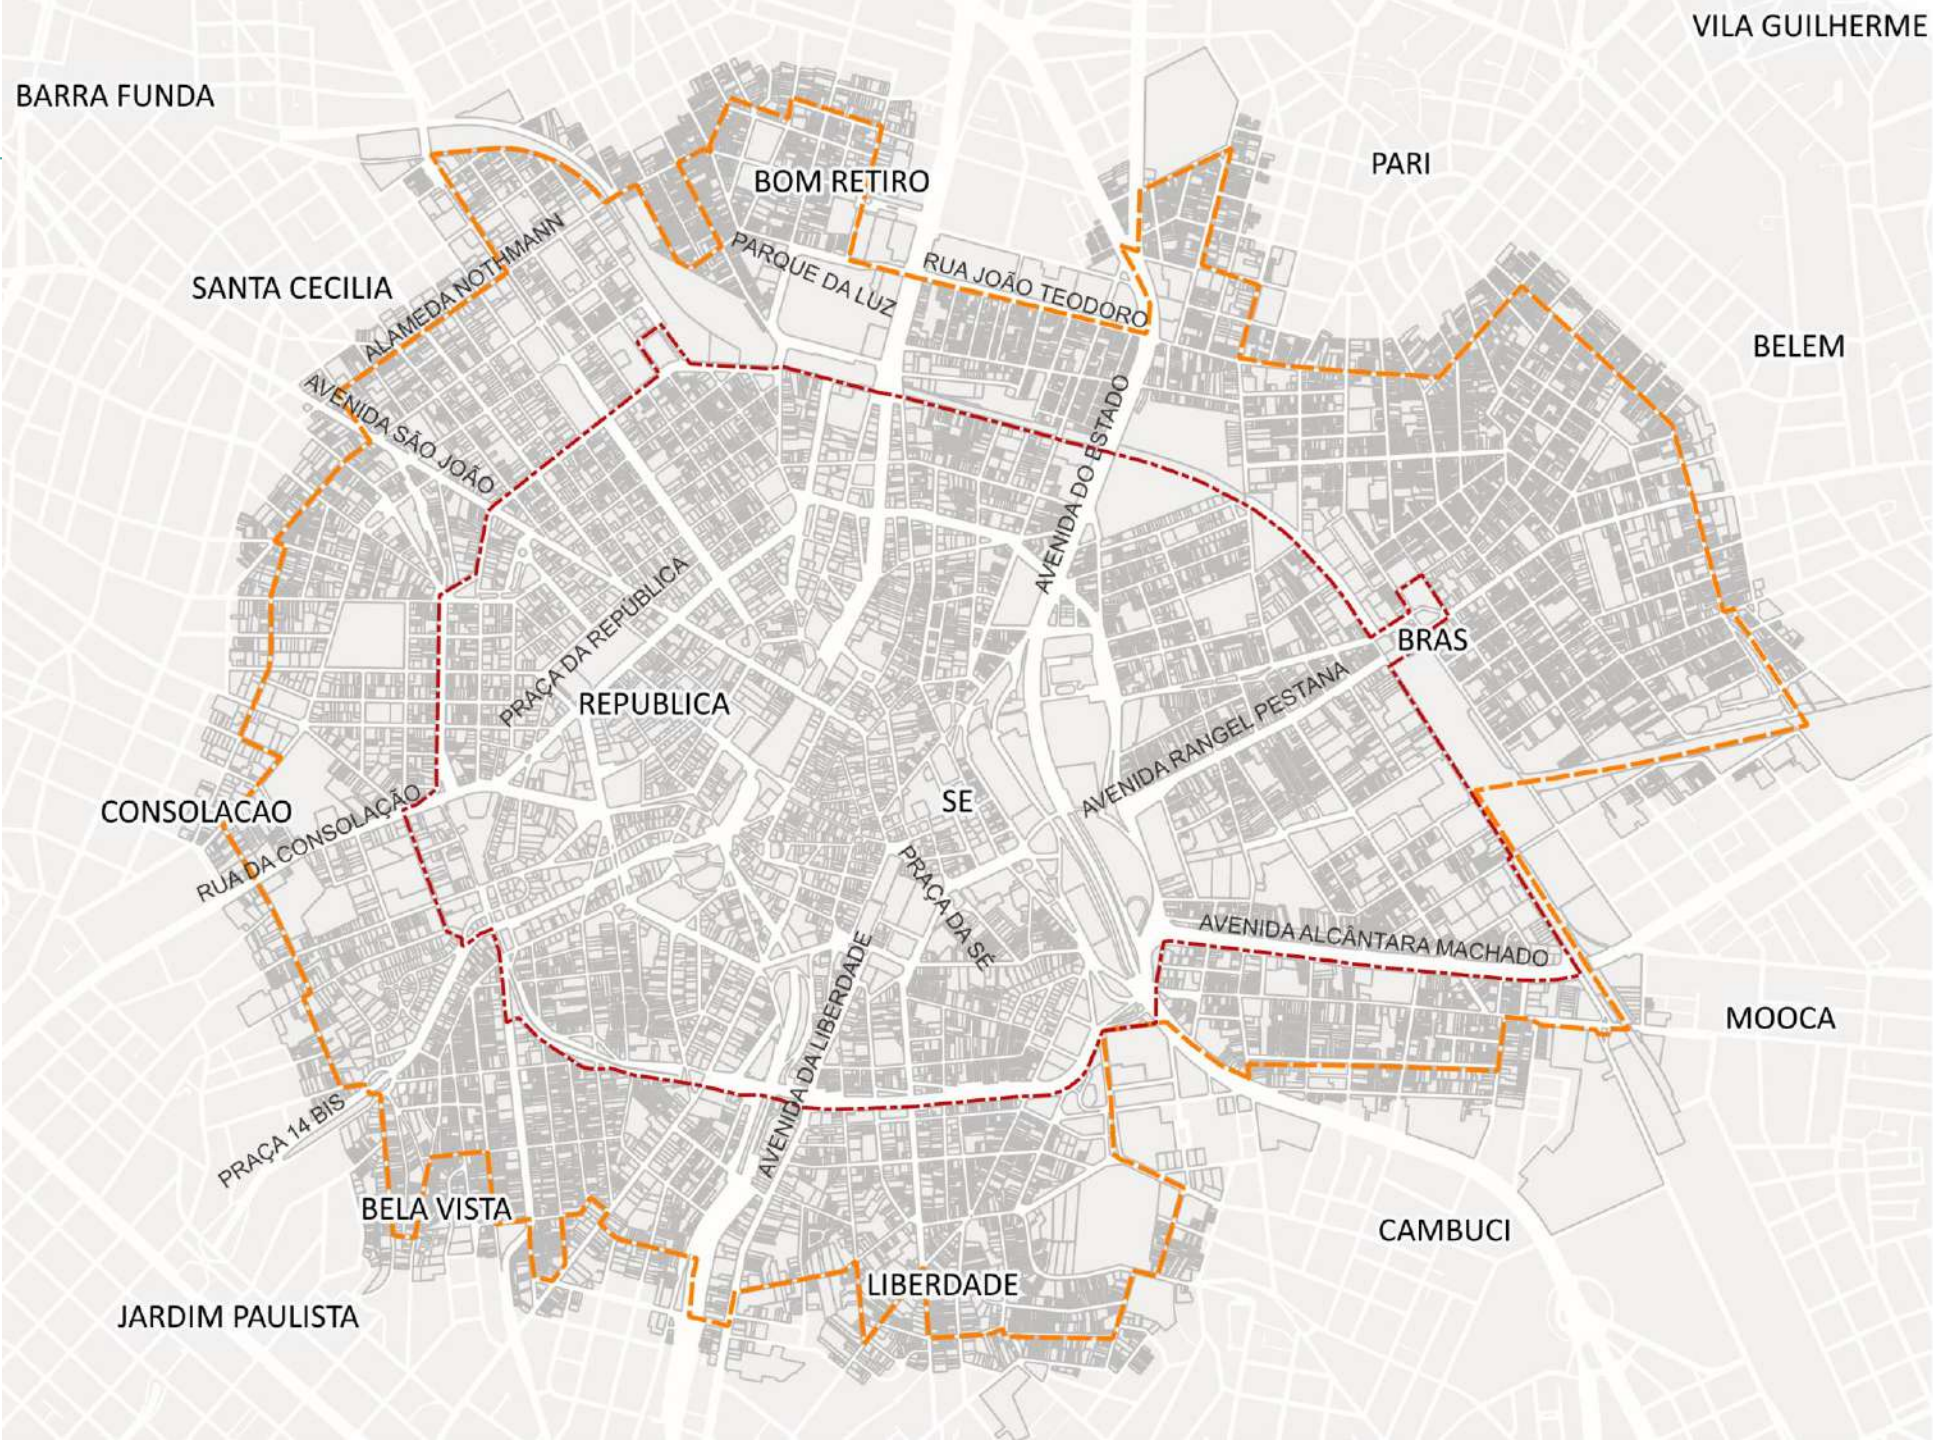 VILA GUILHERME
BARRA FUNDA
PARI
BOM RETIRO
PARQUE DA LUZ
RUA JOÃO TEODORO
SANTA CECILIA
ALAMEDA NOTHMANN
BELEM
AVENIDA SÃO JOÃO
AVENIDA DO ESTADO
PRAÇA DA REPÚBLICA
BRAS
REPUBLICA
AVENIDA RANGEL PESTANA
SE
CONSOLACAO
RUA DA CONSOLAÇÃO
PRAÇA DA SÉ
AVENIDA ALCÂNTARA MACHADO
MOOCA
AVENIDA DA LIBERDADE
PRAÇA 14 BIS
BELA VISTA
CAMBUCI
LIBERDADE
JARDIM PAULISTA